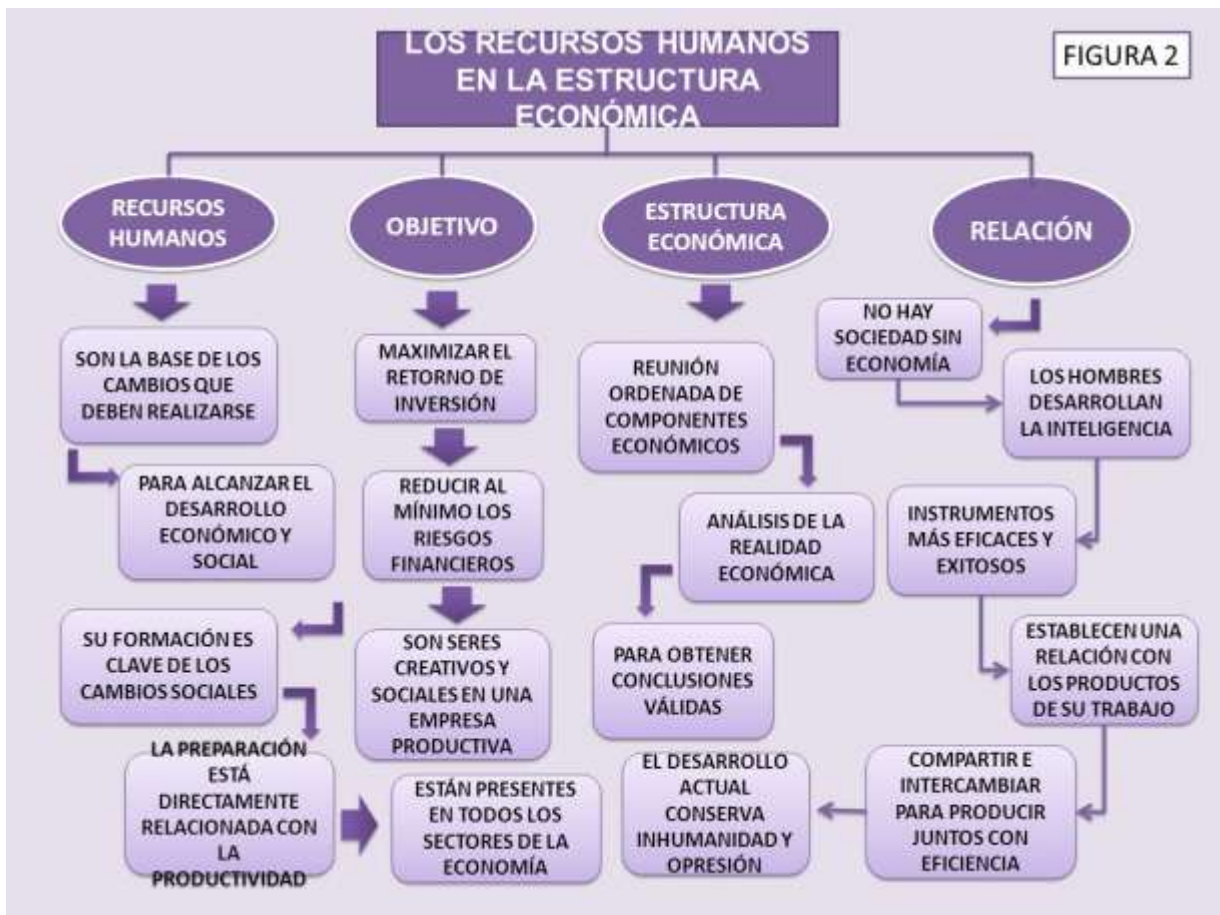 LOS RECURSOS HUMANOS
EN LA ESTRUCTURA
ECONÓMICA
FIGURA 2
RECURSOS
HUMANOS
SON LA BASE DE LOS
CAMBIOS QUE
DEBEN REALIZARSE
PARA ALCANZAR EL
DESARROLLO
ECONÓMICO Y
SOCIAL
SU FORMACIÓN ES
CLAVE DE LOS
CAMBIOS SOCIALES
LA PREPARACIÓN
ESTÁ
DIRECTAMENTE
RELACIONADA CON
LA
PRODUCTIVIDAD
ESTÁN PRESENTES
EN TODOS LOS
SECTORES DE LA
ECONOMÍA
OBJETIVO
MAXIMIZAR EL
RETORNO DE
INVERSIÓN
REDUCIR AL
MÍNIMO LOS
RIESGOS
FINANCIEROS
SON SERES
CREATIVOS Y
SOCIALES EN UNA
EMPRESA
PRODUCTIVA
ESTRUCTURA
ECONÓMICA
REUNIÓN
ORDENADA DE
COMPONENTES
ECONÓMICOS
ANÁLISIS DE LA
REALIDAD
ECONÓMICA
PARA OBTENER
CONCLUSIONES
VÁLIDAS
RELACIÓN
NO HAY
SOCIEDAD SIN
ECONOMÍA
LOS HOMBRES
DESARROLLAN
LA INTELIGENCIA
INSTRUMENTOS
MÁS EFICACES Y
EXITOSOS
ESTABLECEN UNA
RELACIÓN CON
LOS PRODUCTOS
DE SU TRABAJO
COMPARTIR E
INTERCAMBIAR
PARA PRODUCIR
JUNTOS CON
EFICIENCIA
EL DESARROLLO
ACTUAL
CONSERVA
INHUMANIDAD Y
OPRESIÓN